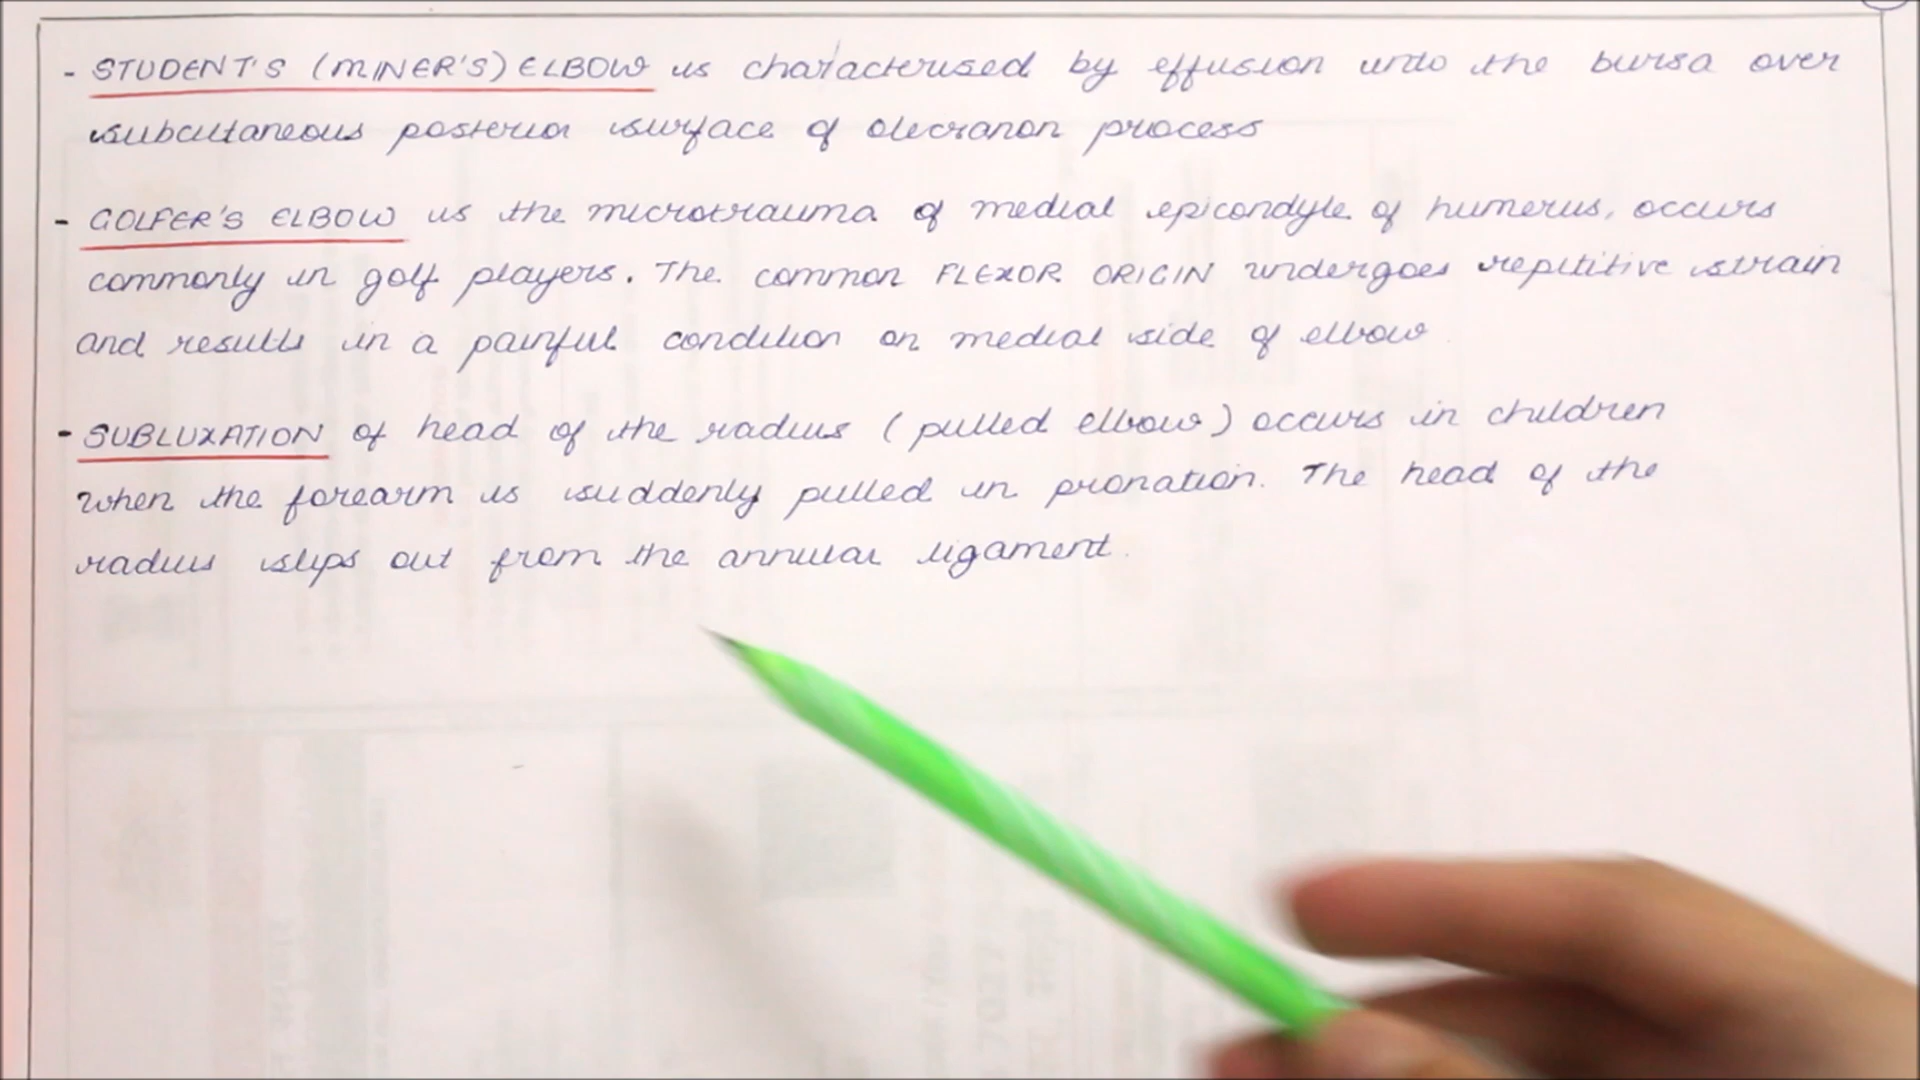 - STUDENT'S (MINER'S) ELBOW is characterised by effusion into the bursa over
subcutaneous posterior surface of olecranon process
- GOLFER'S ELBOW is the microtrauma of medial epicondyle of humerus, occurs
commonly in golf players. The common FLEXOR ORIGIN undergoes repititive strain
and results in a painful condition on medial side of elbow
- SUBLUXATION of head of the radius (pulled elbow) occurs in children
when the forearm is suddenly pulled in pronation. The head of the
radius slips out from the annular ligament.